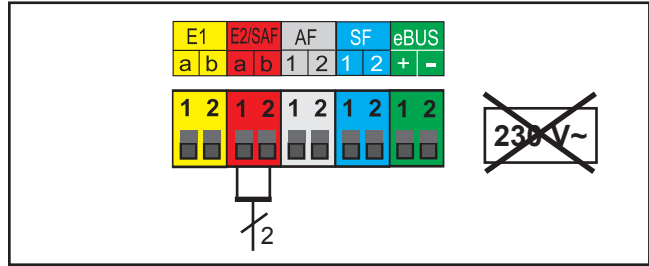 E1 E2/SAF AF SF eBUS
a b a b 1 2 1 2 + -
1 2 1 2 1 2 1 2 1 2
230 V~
2